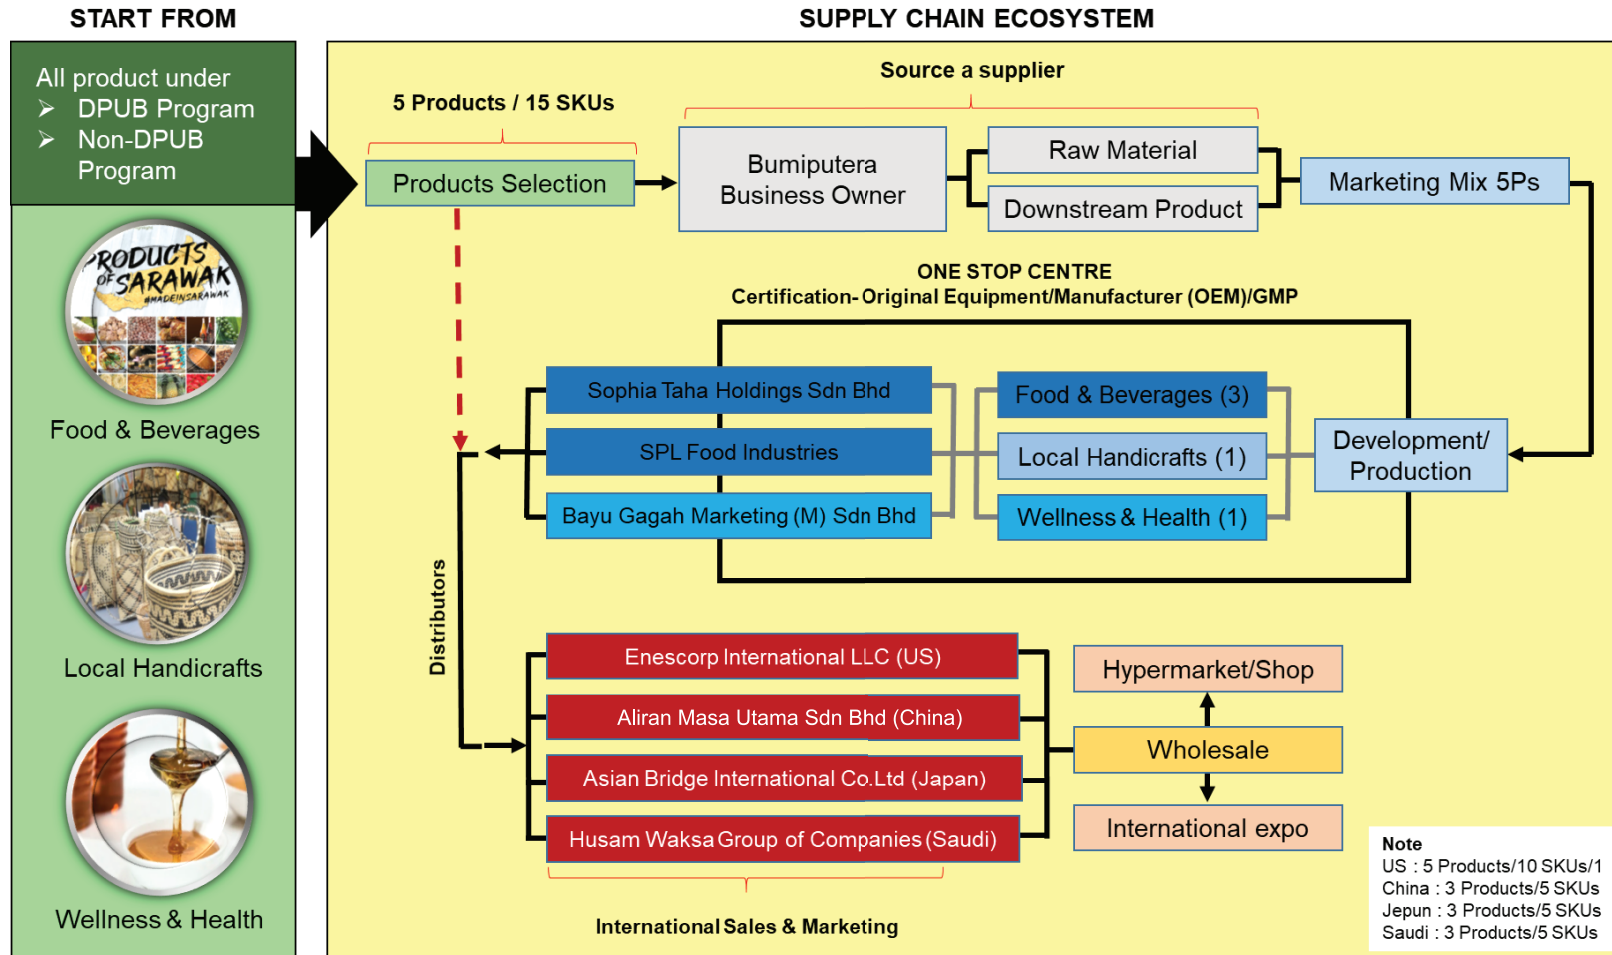 START FROM
All product under
➢ DPUB Program
➢ Non-DPUB
Program
PRODUCTS
OF SARAWAK
#MADEINSARAWAK
Food & Beverages
Local Handicrafts
Wellness & Health
SUPPLY CHAIN ECOSYSTEM
5 Products / 15 SKUs
Products Selection
Source a supplier
Bumiputera
Business Owner
Raw Material
Downstream Product
Marketing Mix 5Ps
ONE STOP CENTRE
Certification-Original Equipment/Manufacturer (OEM)/GMP
Sophia Taha Holdings Sdn Bhd
SPL Food Industries
Bayu Gagah Marketing (M) Sdn Bhd
Food & Beverages (3)
Local Handicrafts (1)
Wellness & Health (1)
Development/
Production
Distributors
Enescorp International LLC (US)
Aliran Masa Utama Sdn Bhd (China)
Asian Bridge International Co.Ltd (Japan)
Husam Waksa Group of Companies (Saudi)
International Sales & Marketing
Hypermarket/Shop
Wholesale
International expo
Note
US : 5 Products/10 SKUs/1
China : 3 Products/5 SKUs
Jepun : 3 Products/5 SKUs
Saudi : 3 Products/5 SKUs